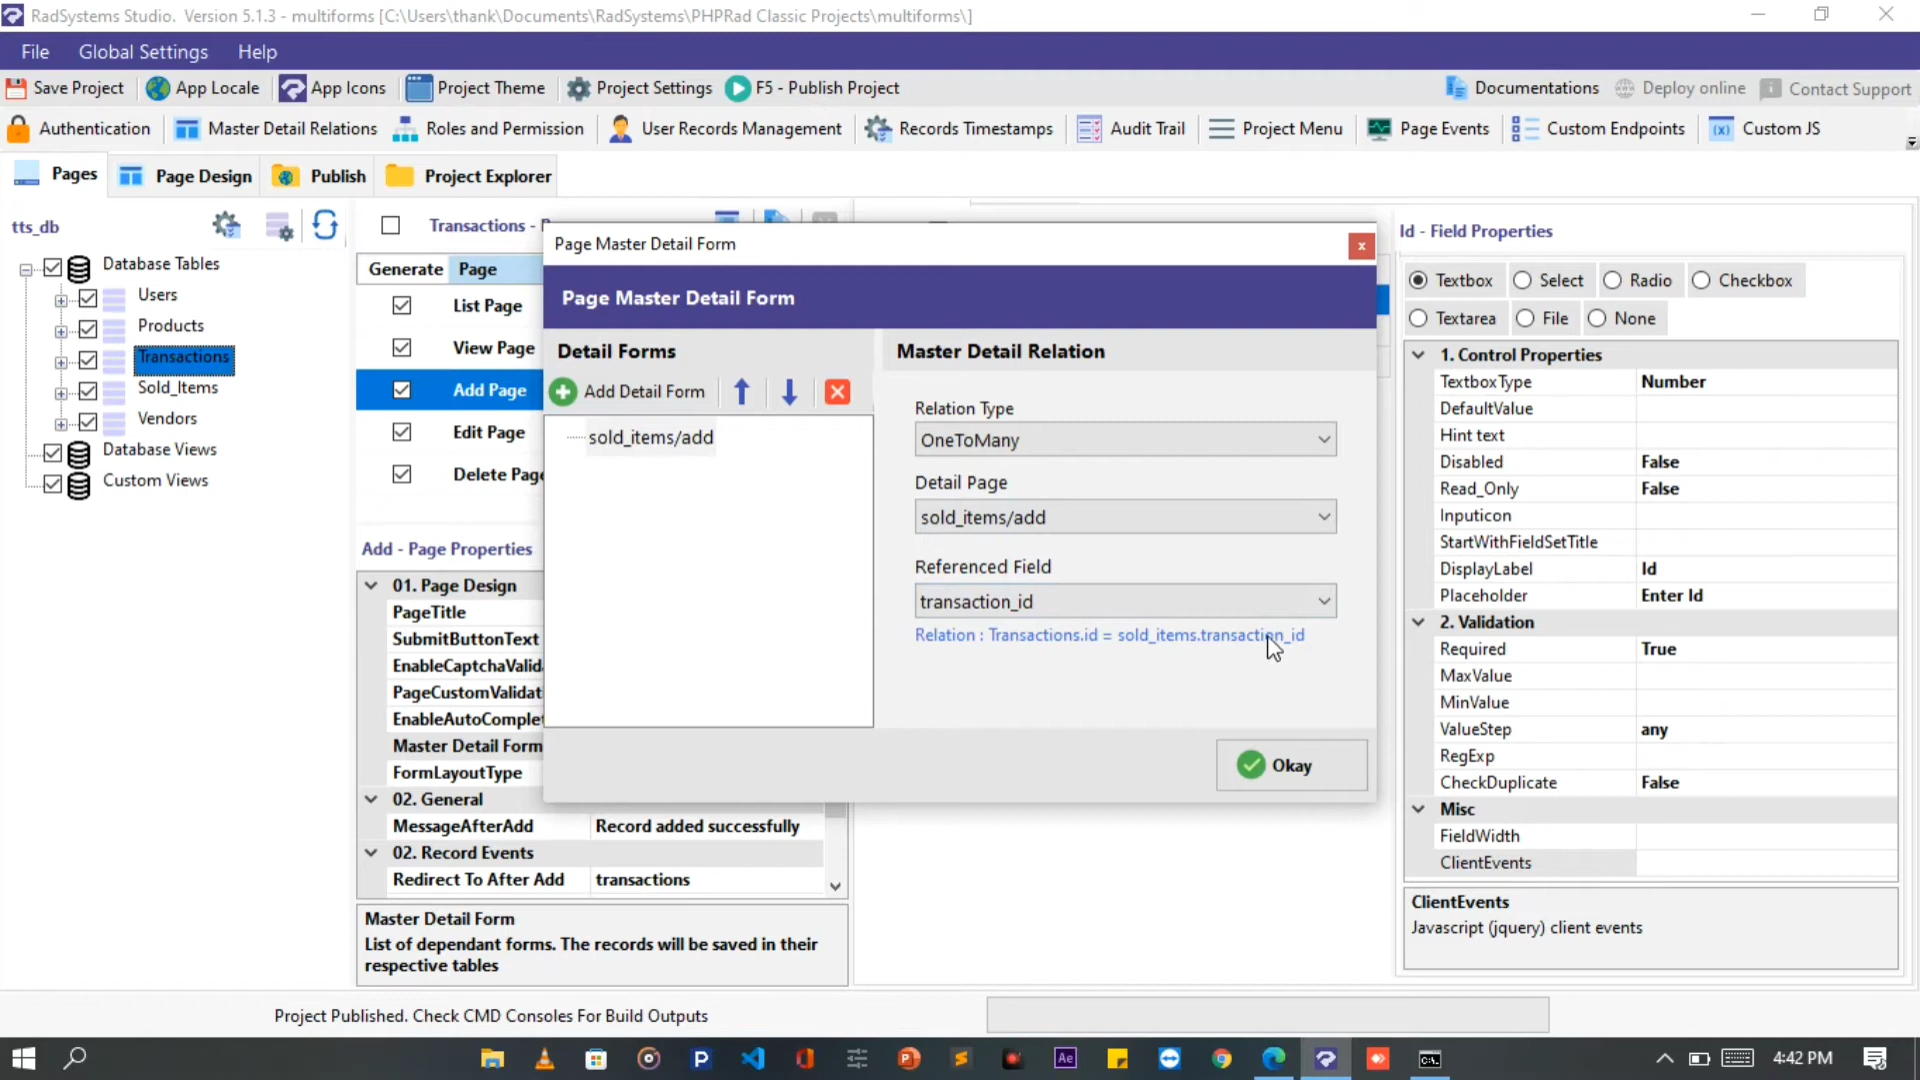 RadSystems Studio. Version 5.1.3 - multiforms [C:\Users\thank\Documents\RadSystems\PHPRad Classic Projects\multiforms\]
File Global Settings Help
Save Project App Locale App Icons Project Theme Project Settings F5 - Publish Project Documentations Deploy online Contact Support
Authentication Master Detail Relations Roles and Permission User Records Management Records Timestamps Audit Trail Project Menu Page Events Custom Endpoints Custom JS
Pages Page Design Publish Project Explorer
tts_db
Database Tables
Users
Products
Transactions
Sold_Items
Vendors
Database Views
Custom Views
Transactions -
Generate Page
List Page
View Page
Add Page
Edit Page
Delete Page
Add - Page Properties
01. Page Design
PageTitle
SubmitButtonText
EnableCaptchaValid
PageCustomValidat
EnableAutoComplet
Master Detail Form
FormLayoutType
02. General
MessageAfterAdd Record added successfully
02. Record Events
Redirect To After Add transactions
Master Detail Form
List of dependant forms. The records will be saved in their
respective tables
Page Master Detail Form
x
Page Master Detail Form
Detail Forms
Add Detail Form
sold_items/add
Master Detail Relation
Relation Type
OneToMany
Detail Page
sold_items/add
Referenced Field
transaction_id
Relation : Transactions.id = sold_items.transaction_id
Okay
Id - Field Properties
Textbox Select Radio Checkbox
Textarea File None
1. Control Properties
TextboxType Number
DefaultValue
Hint text
Disabled False
Read_Only False
Inputicon
StartWithFieldSetTitle
DisplayLabel Id
Placeholder Enter Id
2. Validation
Required True
MaxValue
MinValue
ValueStep any
RegExp
CheckDuplicate False
Misc
FieldWidth
ClientEvents
ClientEvents
Javascript (jquery) client events
Project Published. Check CMD Consoles For Build Outputs
Ae
4:42 PM